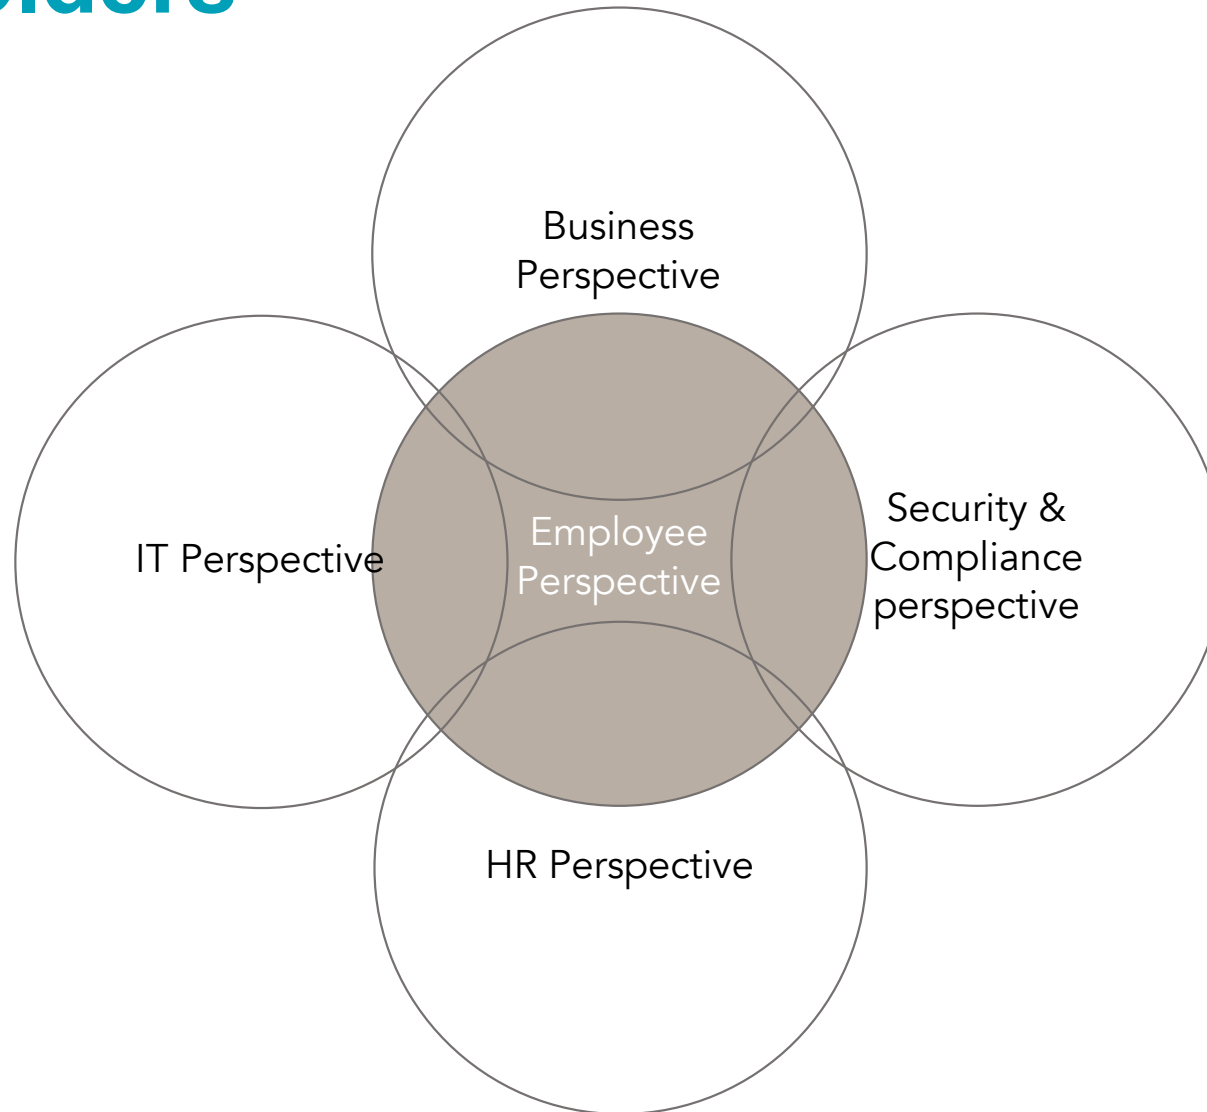 Business
Perspective
IT Perspective
Employee
Perspective
Security &
Compliance
perspective
HR Perspective